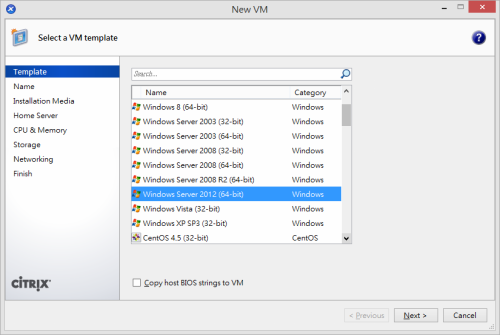 New VM
Select a VM template
Template
Name
Installation Media
Home Server
CPU & Memory
Storage
Networking
Finish
CITRIX
Search...
Name Category
Windows 8 (64-bit) Windows
Windows Server 2003 (32-bit) Windows
Windows Server 2003 (64-bit) Windows
Windows Server 2008 (32-bit) Windows
Windows Server 2008 (64-bit) Windows
Windows Server 2008 R2 (64-bit) Windows
Windows Server 2012 (64-bit) Windows
Windows Vista (32-bit) Windows
Windows XP SP3 (32-bit) Windows
CentOS 4.5 (32-bit) CentOS
Copy host BIOS strings to VM
< Previous Next > Cancel